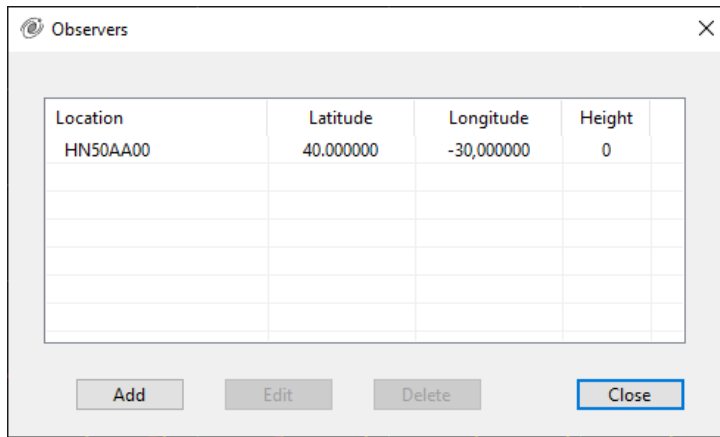 Observers
Location Latitude Longitude Height
HN50AA00 40.000000 -30,000000 0
Add Edit Delete Close